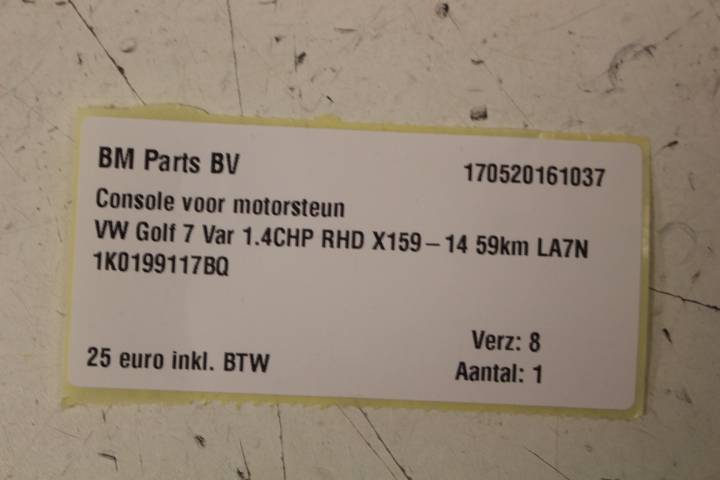 BM Parts BV 170520161037
Console voor motorsteun
VW Golf 7 Var 1.4CHP RHD X159-14 59km LA7N
1K0199117BQ
Verz: 8
25 euro inkl. BTW
Aantal: 1